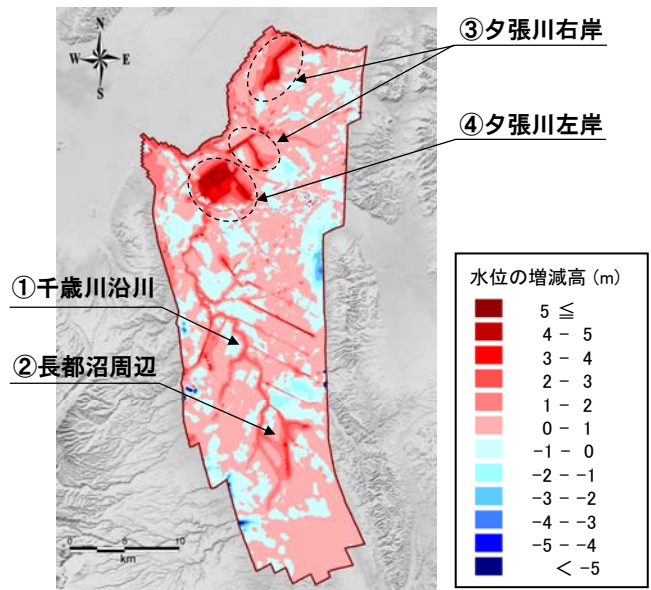 N
W E
S
③夕張川右岸
④夕張川左岸
①千歳川沿川
②長都沼周辺
0 5 10
km
水位の増減高 (m)
5 ≦
4 − 5
3 − 4
2 − 3
1 − 2
0 − 1
−1 − 0
−2 − −1
−3 − −2
−4 − −3
−5 − −4
< −5